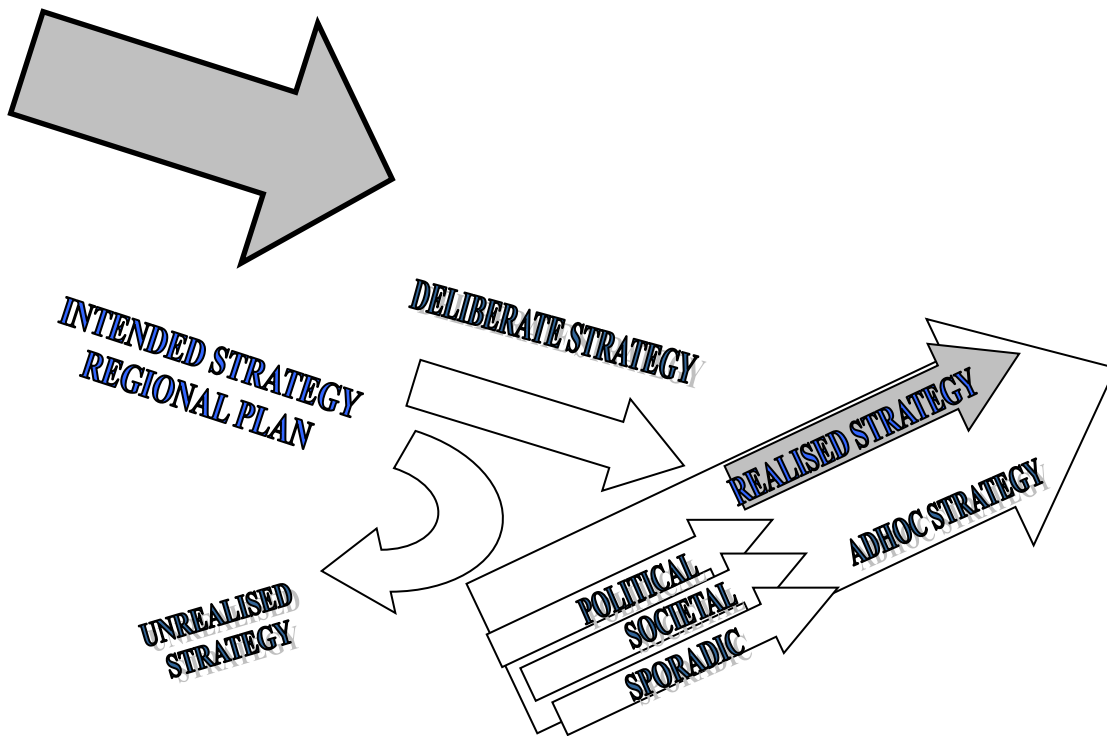 INTENDED STRATEGY
REGIONAL PLAN
DELIBERATE STRATEGY
REALISED STRATEGY
ADHOC STRATEGY
POLITICAL
SOCIETAL
SPORADIC
UNREALISED
STRATEGY